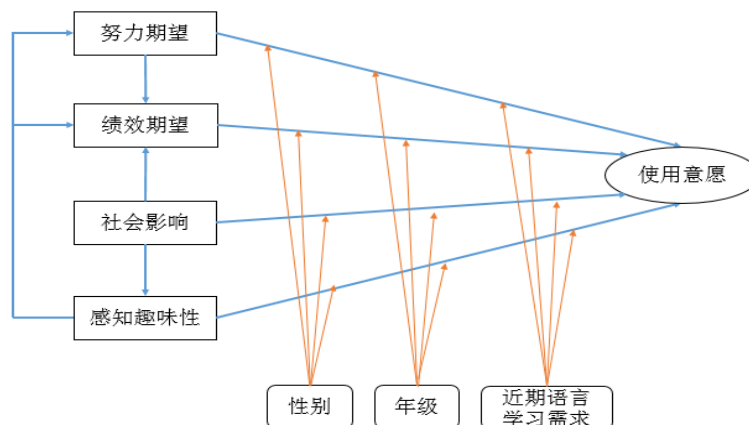 努力期望
绩效期望
使用意愿
社会影响
感知趣味性
性别
年级
近期语言
学习需求